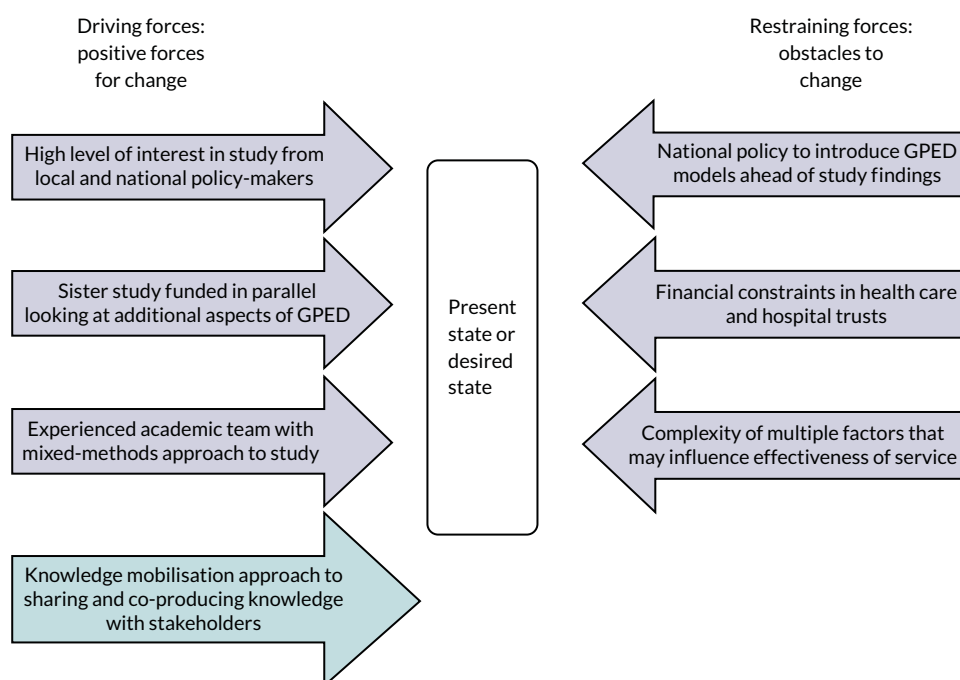 Driving forces:
positive forces
for change
Restraining forces:
obstacles to
change
High level of interest in study from
local and national policy-makers
National policy to introduce GPED
models ahead of study findings
Sister study funded in parallel
looking at additional aspects of GPED
Present
state or
desired
state
Financial constraints in health care
and hospital trusts
Experienced academic team with
mixed-methods approach to study
Complexity of multiple factors that
may influence effectiveness of service
Knowledge mobilisation approach to
sharing and co-producing knowledge
with stakeholders